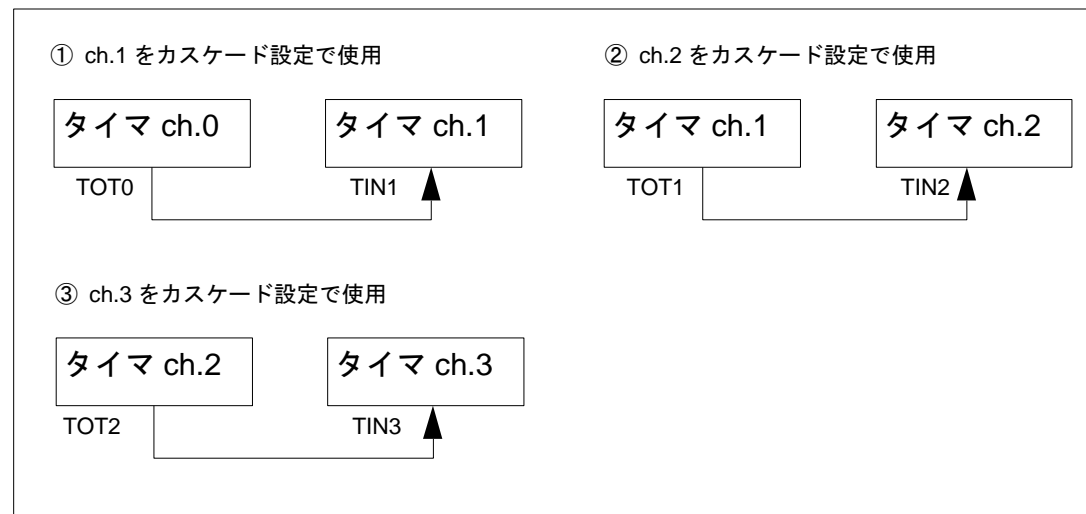 ① ch.1 をカスケード設定で使用
タイマ ch.0
タイマ ch.1
TOT0
TIN1
② ch.2 をカスケード設定で使用
タイマ ch.1
タイマ ch.2
TOT1
TIN2
③ ch.3 をカスケード設定で使用
タイマ ch.2
タイマ ch.3
TOT2
TIN3